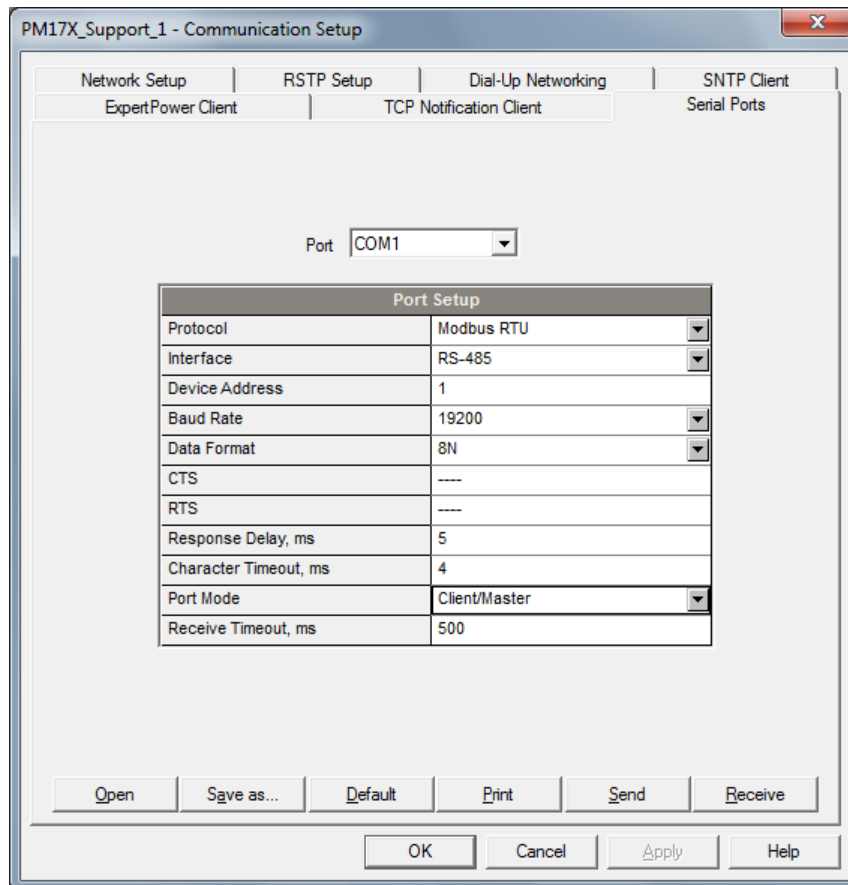 PM17X_Support_1 - Communication Setup
Network Setup RSTP Setup Dial-Up Networking SNTP Client
ExpertPower Client TCP Notification Client Serial Ports
Port COM1
Port Setup
Protocol Modbus RTU
Interface RS-485
Device Address 1
Baud Rate 19200
Data Format 8N
CTS ----
RTS ----
Response Delay, ms 5
Character Timeout, ms 4
Port Mode Client/Master
Receive Timeout, ms 500
Open Save as... Default Print Send Receive
OK Cancel Apply Help